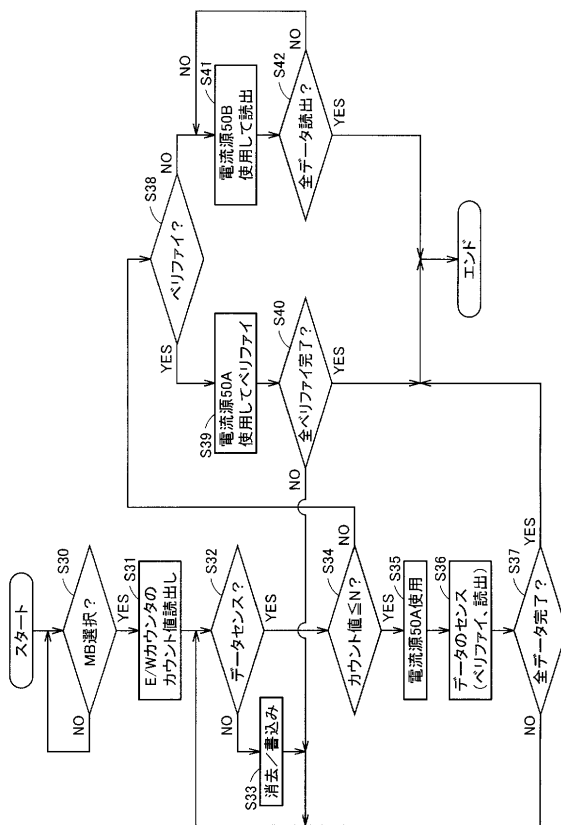 スタート
S30
MB選択?
NO
YES
S31
E/Wカウンタの
カウント値読出し
S32
データセンス?
NO
YES
S33
消去/書込み
S34
カウント値≦N?
NO
YES
S35
電流源50A使用
S36
データのセンス
(ベリファイ、読出)
S37
全データ完了?
NO
YES
S38
ベリファイ?
YES
NO
S39
電流源50A
使用してベリファイ
S40
全ベリファイ完了?
NO
YES
S41
電流源50B
使用して読出
NO
S42
全データ読出?
NO
YES
エンド